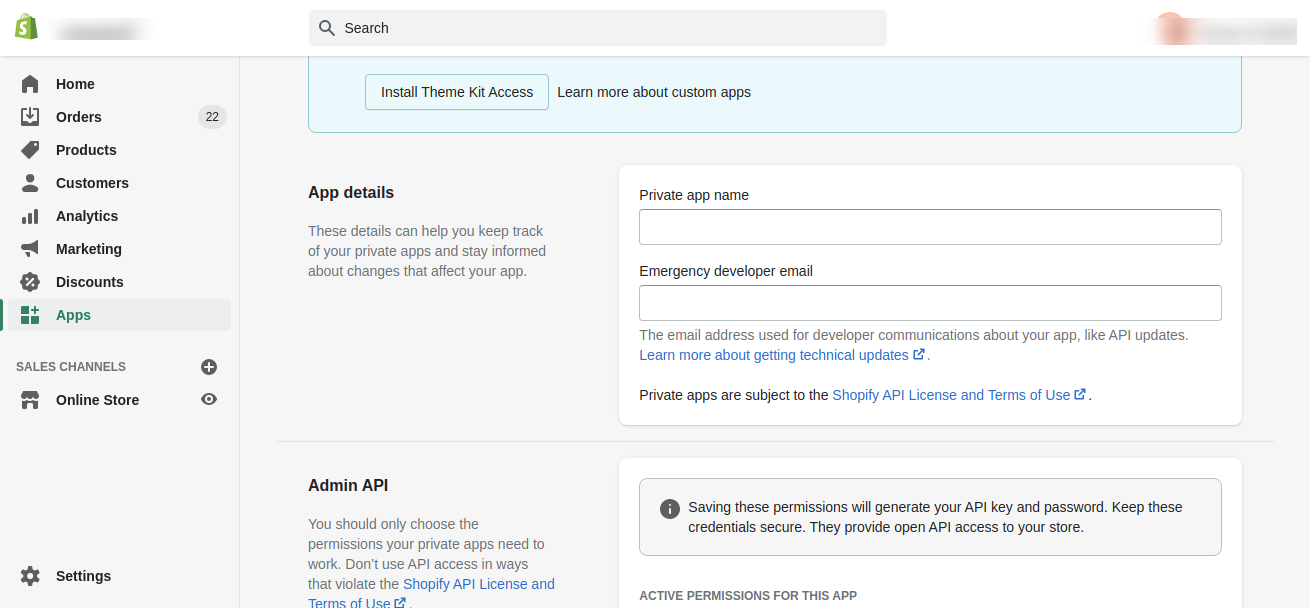 Search
Home
Orders
22
Products
Customers
Analytics
Marketing
Discounts
Apps
SALES CHANNELS
Online Store
Settings
Install Theme Kit Access
Learn more about custom apps
App details
These details can help you keep track
of your private apps and stay informed
about changes that affect your app.
Private app name
Emergency developer email
The email address used for developer communications about your app, like API updates.
Learn more about getting technical updates .
Private apps are subject to the Shopify API License and Terms of Use .
Admin API
You should only choose the
permissions your private apps need to
work. Don’t use API access in ways
that violate the Shopify API License and
Terms of Use .
Saving these permissions will generate your API key and password. Keep these
credentials secure. They provide open API access to your store.
ACTIVE PERMISSIONS FOR THIS APP